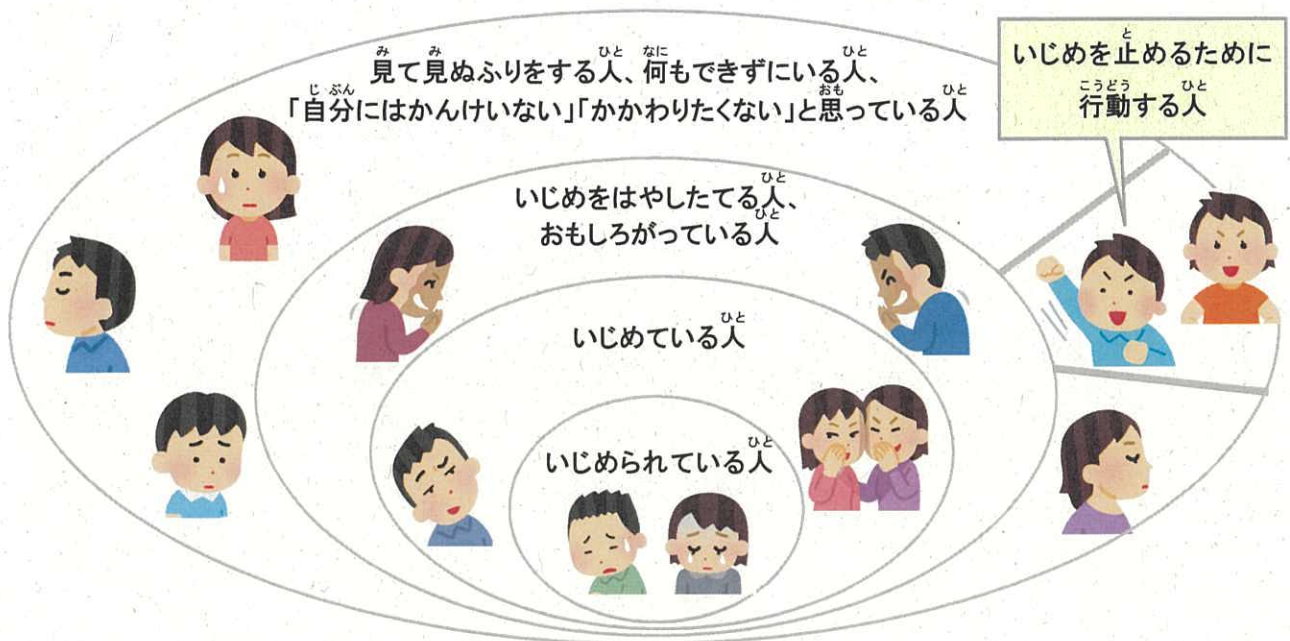 見て見ぬふりをする人、何もできずにいる人、
「自分にはかんけいない」「かかわりたくない」と思っている人
いじめを止めるために
行動する人
いじめをはやしたてる人、
おもしろがっている人
いじめている人
いじめられている人